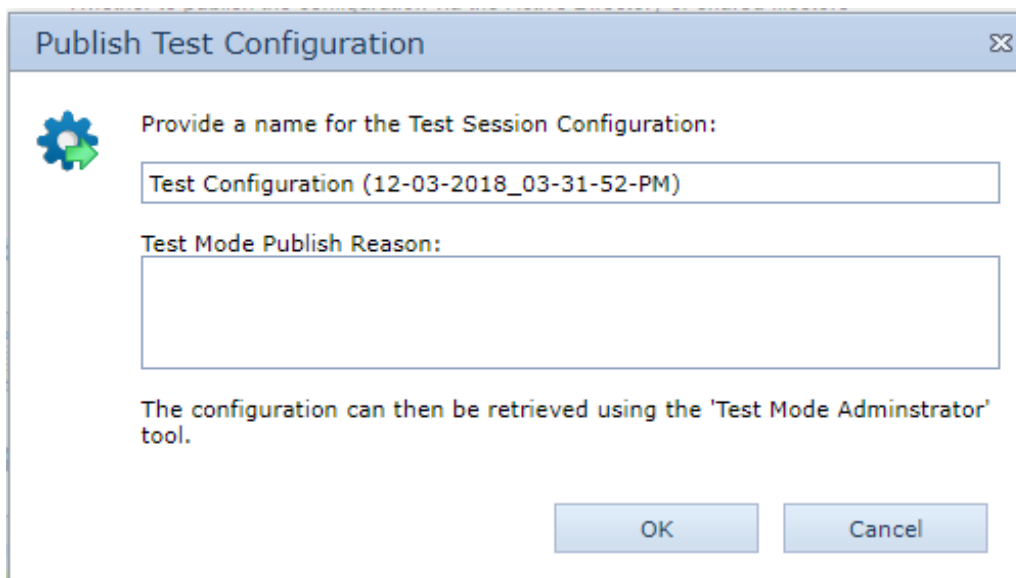 Publish Test Configuration
Provide a name for the Test Session Configuration:
Test Configuration (12-03-2018_03-31-52-PM)
Test Mode Publish Reason:
The configuration can then be retrieved using the 'Test Mode Adminstrator'
tool.
OK
Cancel